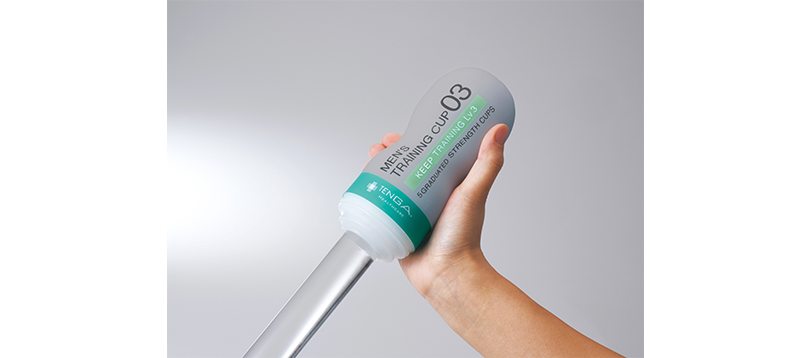 MEN'S
TRAINING CUP 03
KEEP TRAINING Lv.3
5 GRADUATED STRENGTH CUPS
TENGA
HEALTHCARE